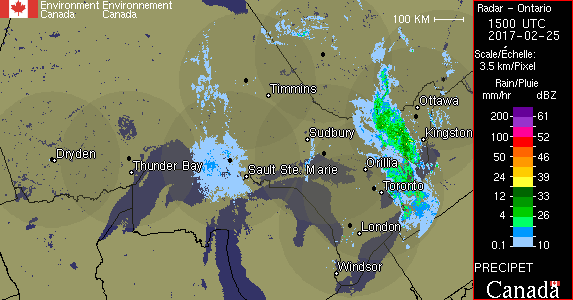 Environment Environnement
Canada Canada
100 KM
Timmins
Ottawa
Sudbury
Kingston
Dryden
Thunder Bay
Sault Ste. Marie
Orillia
Toronto
London
Windsor
Radar - Ontario
1500 UTC
2017-02-25
Scale/Échelle:
3.5 km/Pixel
Rain/Pluie
mm/hr dBZ
200 61
100 52
50 46
24 39
12 33
4 26
1 18
0.1 10
PRECIPET
Canada